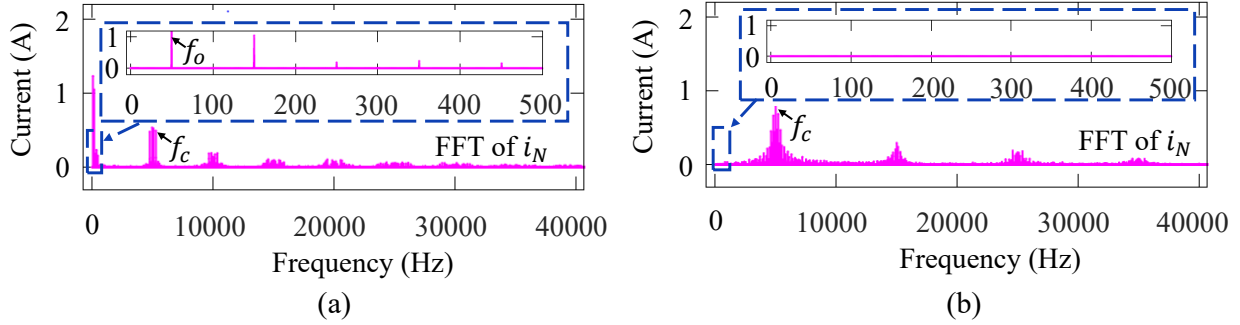 Current (A)
2
1
0
1
0
f_o
0 100 200 300 400 500
f_c
FFT of i_N
0 10000 20000 30000 40000
Frequency (Hz)
(a)
Current (A)
2
1
0
1
0
0 100 200 300 400 500
f_c
FFT of i_N
0 10000 20000 30000 40000
Frequency (Hz)
(b)